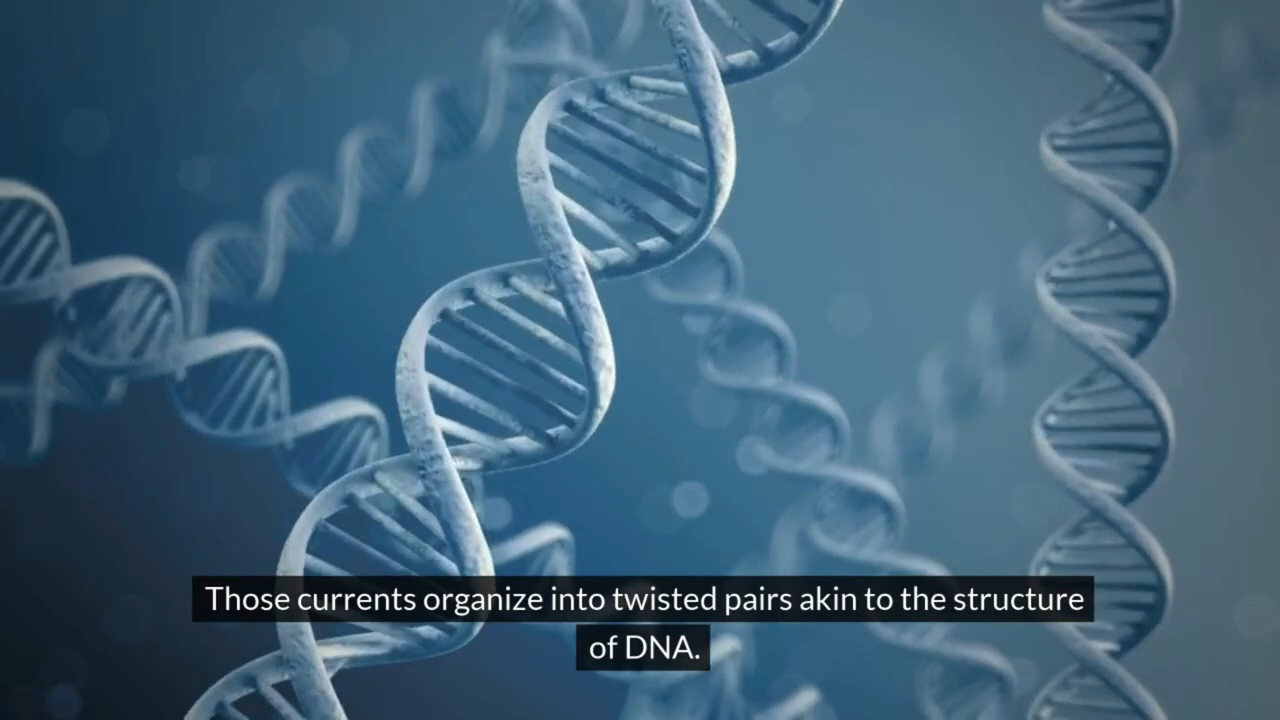 Those currents organize into twisted pairs akin to the structure
of DNA.